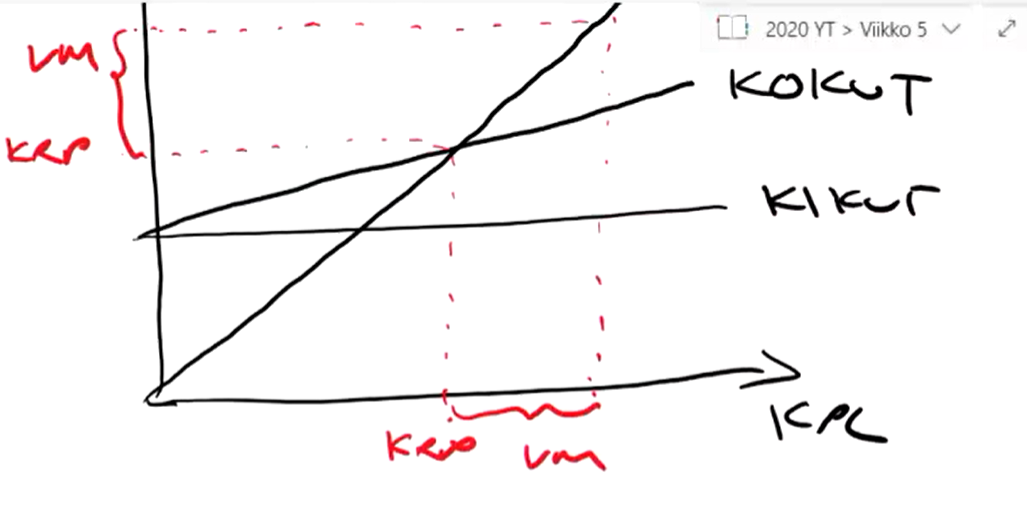 2020 YT > Viikko 5
vm
KOKUT
KRP
KIKUT
KPL
KRP
vm